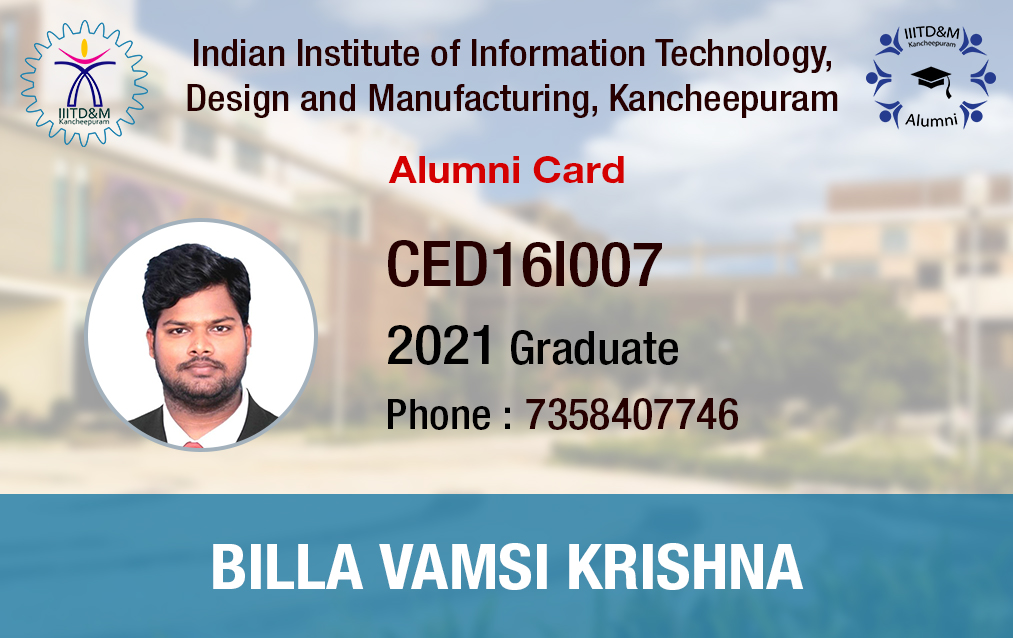 Indian Institute of Information Technology,
Design and Manufacturing, Kancheepuram
IIITD&M
Kancheepuram
IIITD&M
Kancheepuram
Alumni
Alumni Card
CED16I007
2021 Graduate
Phone : 7358407746
BILLA VAMSI KRISHNA